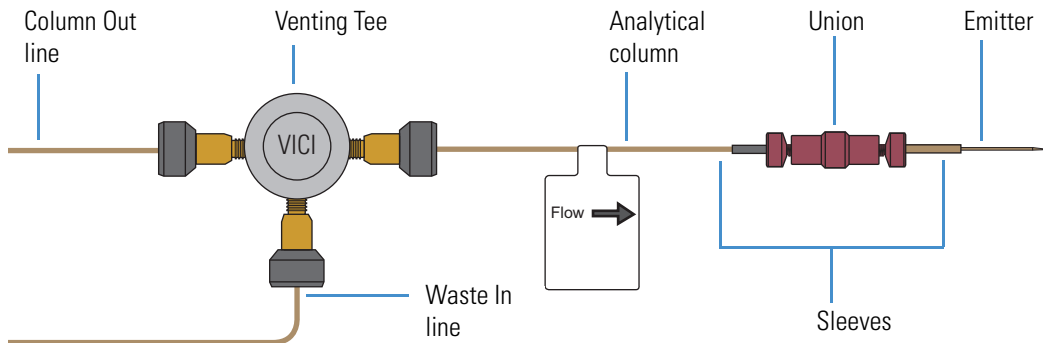 Column Out
line
Venting Tee
Analytical
column
Union
Emitter
VICI
Flow
Waste In
line
Sleeves